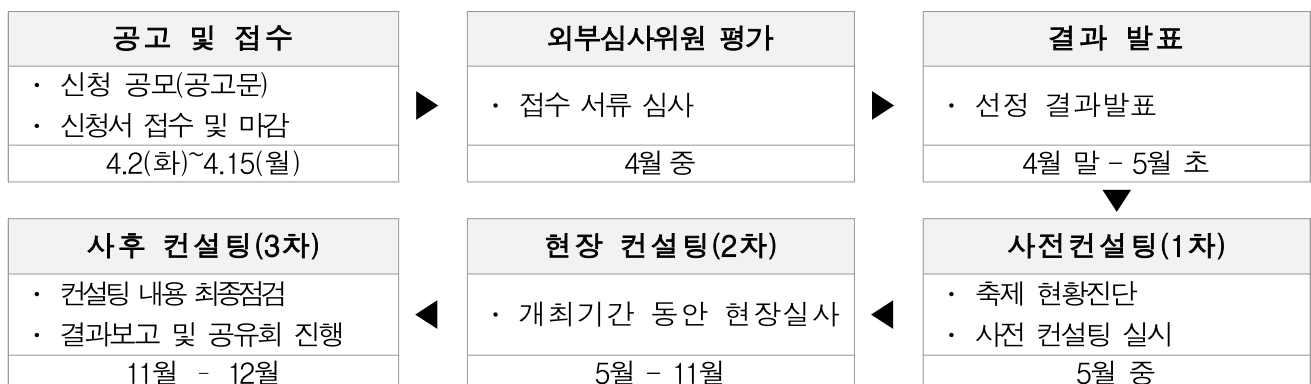 공고 및 접수
· 신청 공모(공고문)
· 신청서 접수 및 마감
4.2(화)~4.15(월)
외부심사위원 평가
· 접수 서류 심사
4월 중
결과 발표
· 선정 결과발표
4월 말 - 5월 초
사전컨설팅(1차)
· 축제 현황진단
· 사전 컨설팅 실시
5월 중
현장 컨설팅(2차)
· 개최기간 동안 현장실사
5월 - 11월
사후 컨설팅(3차)
· 컨설팅 내용 최종점검
· 결과보고 및 공유회 진행
11월 - 12월